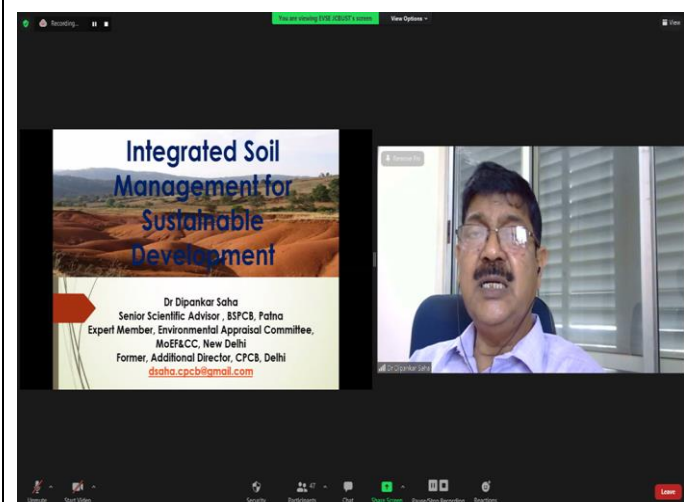 Recording...
You are viewing EVSE JCBUST's screen
View Options
View
Integrated Soil
Management for
Sustainable
Development
Dr Dipankar Saha
Senior Scientific Advisor , BSPCB, Patna
Expert Member, Environmental Appraisal Committee,
MoEF&CC, New Delhi
Former, Additional Director, CPCB, Delhi
dsaha.cpcb@gmail.com
Remove Pin
Dr Dipankar Saha
Unmute
Start Video
Security
Participants
47
Chat
Share Screen
Pause/Stop Recording
Reactions
Leave